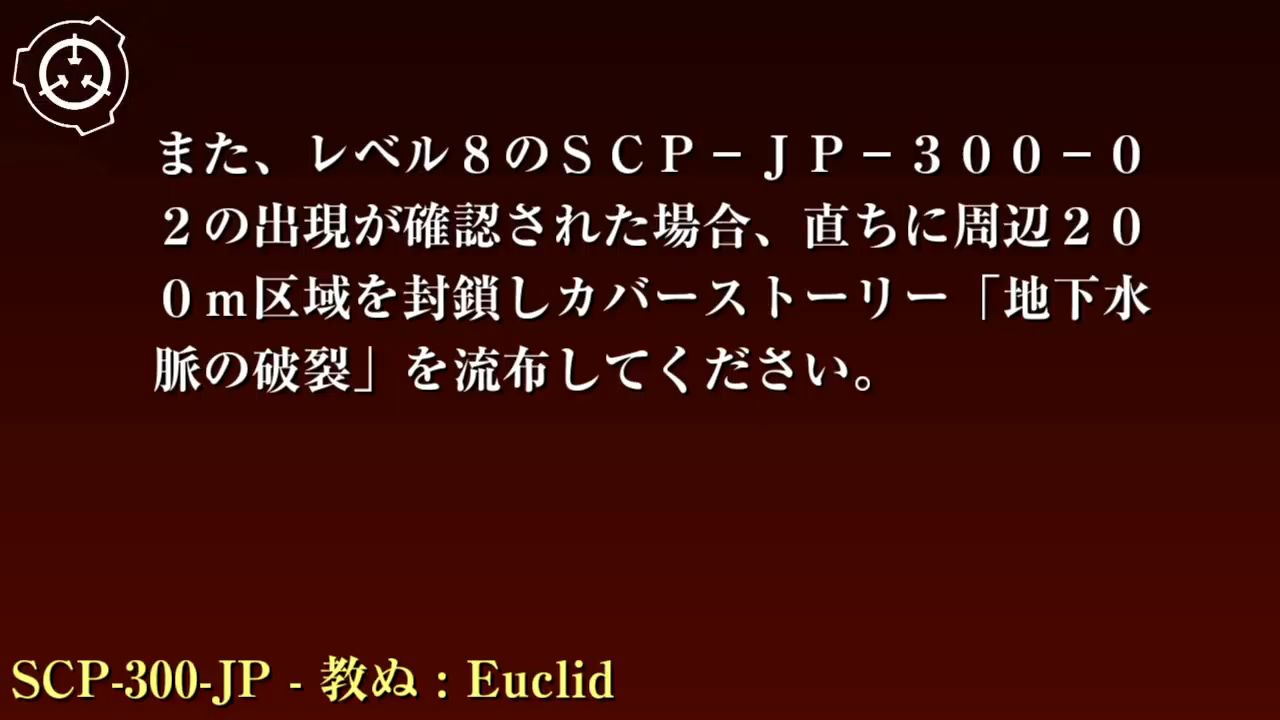 また、レベル８のＳＣＰ－ＪＰ－３００－０
２の出現が確認された場合、直ちに周辺２０
０ｍ区域を封鎖しカバーストーリー「地下水
脈の破裂」を流布してください。
SCP-300-JP - 教ぬ : Euclid